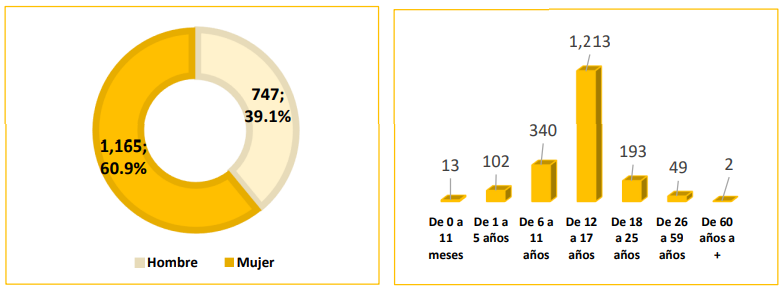 747;
39.1%
1,165;
60.9%
Hombre Mujer
1,213
340
193
102
49
13
2
De 0 a De 1 a De 6 a De 12 De 18 De 26 De 60
11 5 años 11 a 17 a 25 a 59 años a
meses años años años años +